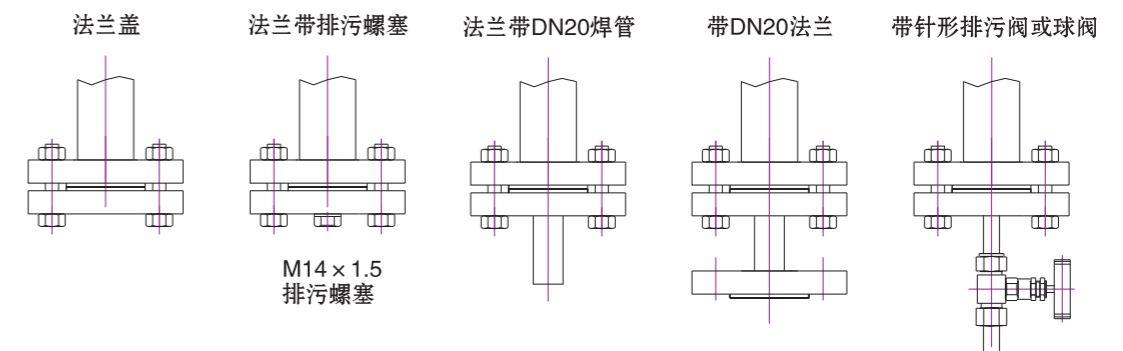 法兰盖
法兰带排污螺塞
法兰带DN20焊管
带DN20法兰
带针形排污阀或球阀
M14×1.5
排污螺塞